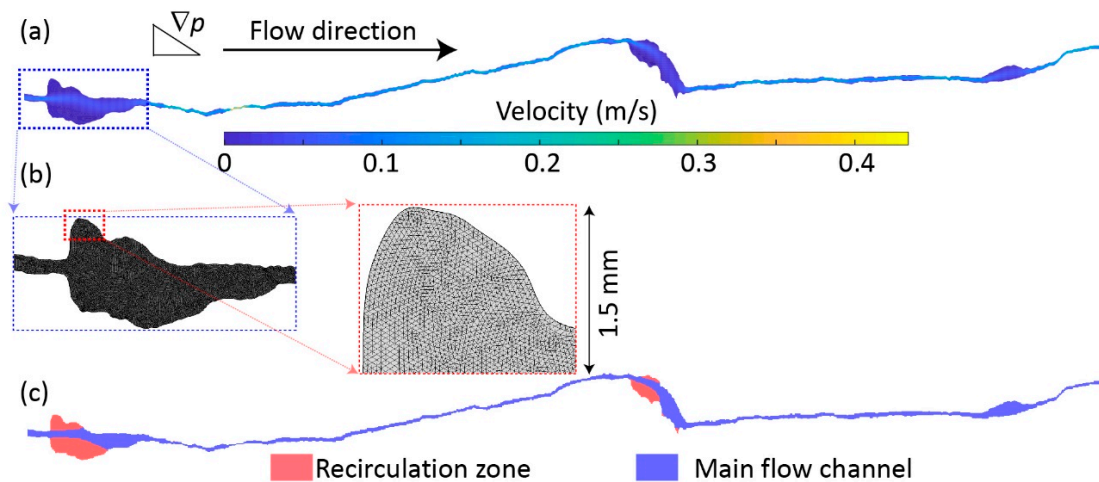 (a)
∇p
Flow direction
Velocity (m/s)
0 0.1 0.2 0.3 0.4
(b)
1.5 mm
(c)
Recirculation zone
Main flow channel